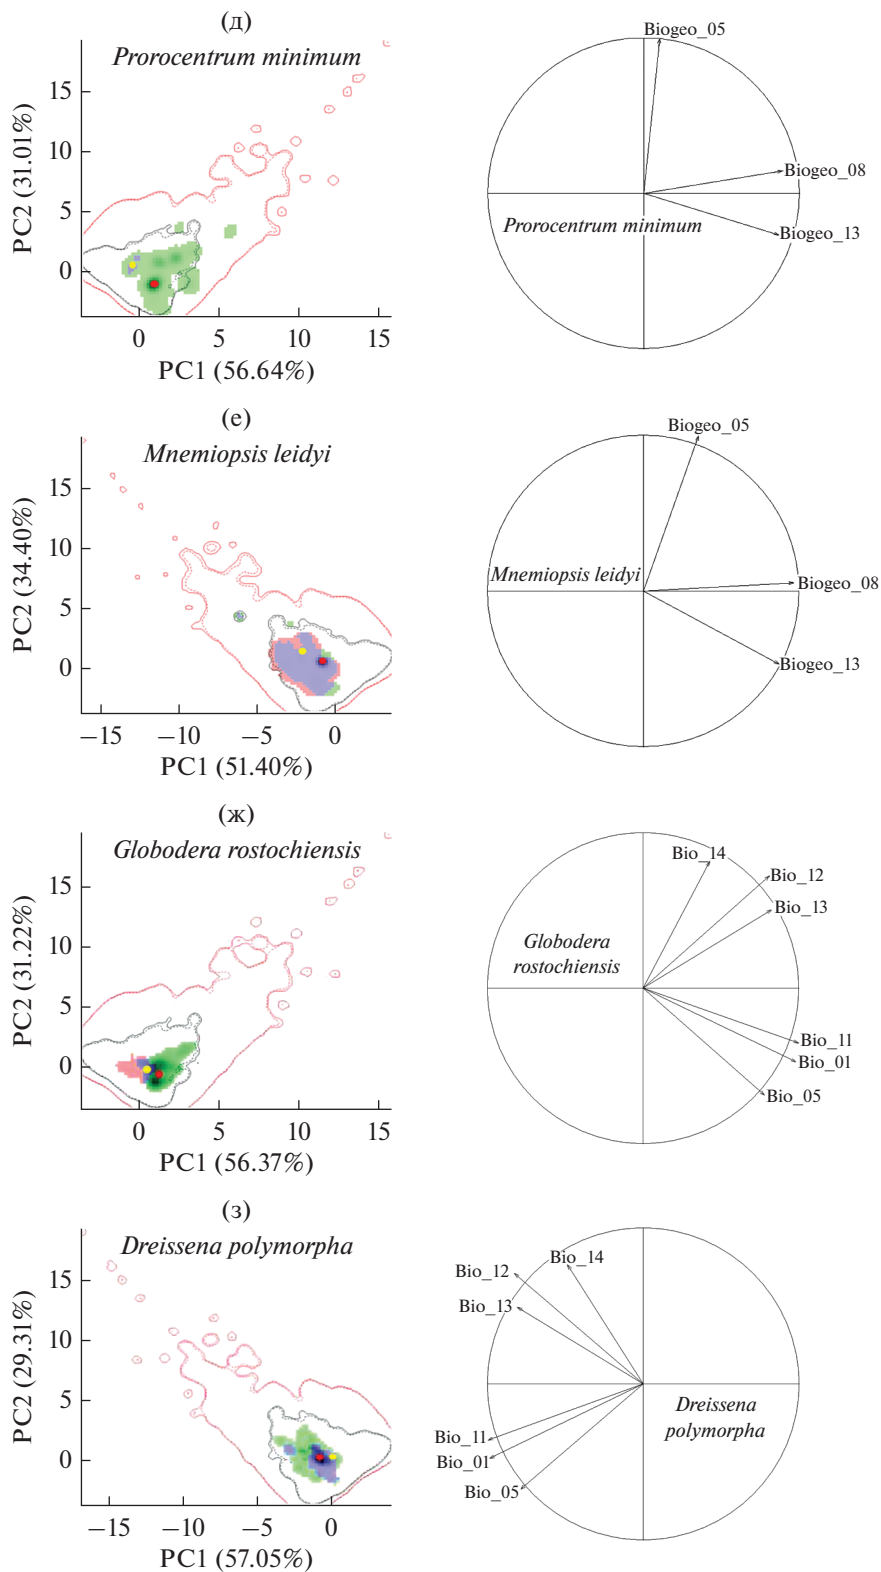 (д)
Prorocentrum minimum
15
10
5
0
PC2 (31.01%)
0 5 10 15
PC1 (56.64%)
Biogeo_05
Biogeo_08
Biogeo_13
Prorocentrum minimum
(е)
Mnemiopsis leidyi
15
10
5
0
PC2 (34.40%)
−15 −10 −5 0
PC1 (51.40%)
Biogeo_05
Mnemiopsis leidyi
Biogeo_08
Biogeo_13
(ж)
Globodera rostochiensis
15
10
5
0
PC2 (31.22%)
0 5 10 15
PC1 (56.37%)
Bio_14
Bio_12
Bio_13
Globodera
rostochiensis
Bio_11
Bio_01
Bio_05
(з)
Dreissena polymorpha
15
10
5
0
PC2 (29.31%)
−15 −10 −5 0
PC1 (57.05%)
Bio_14
Bio_12
Bio_13
Dreissena
polymorpha
Bio_11
Bio_01
Bio_05